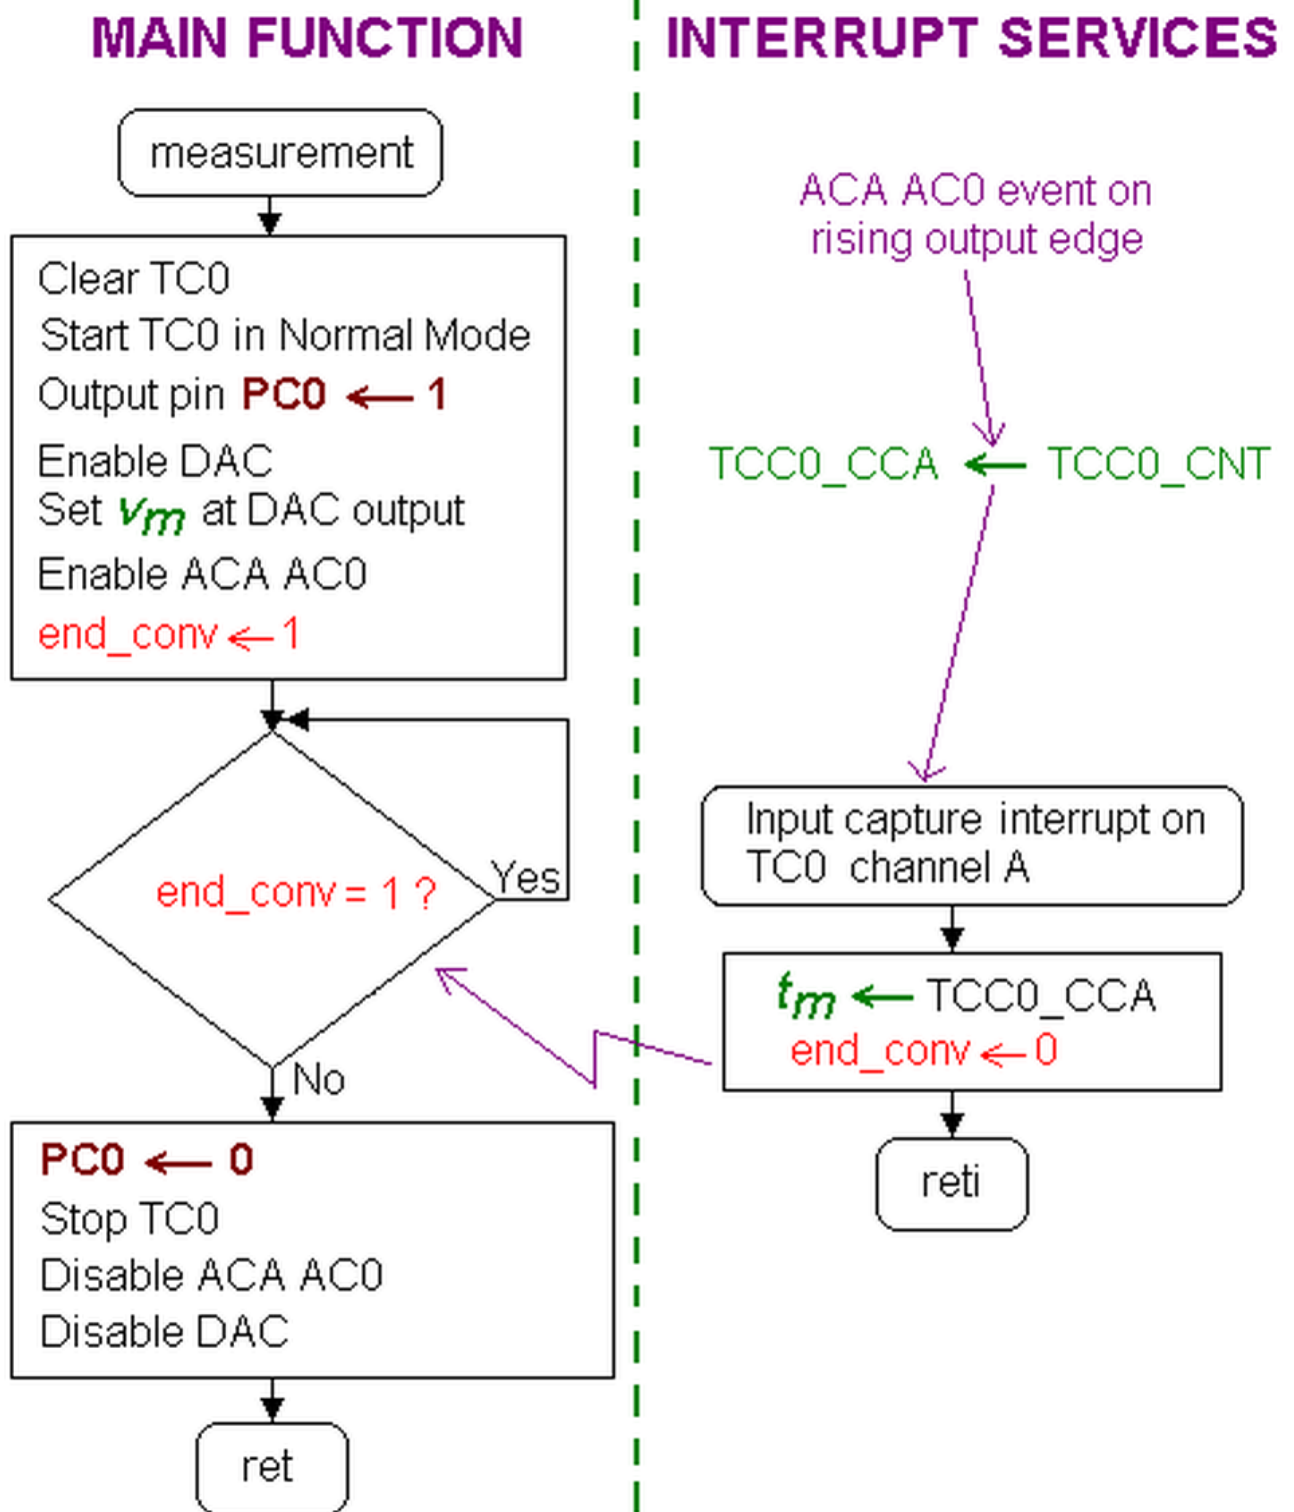 MAIN FUNCTION
measurement
Clear TC0
Start TC0 in Normal Mode
Output pin PC0 ← 1
Enable DAC
Set vm at DAC output
Enable ACA AC0
end_conv ← 1
end_conv = 1 ?
Yes
No
PC0 ← 0
Stop TC0
Disable ACA AC0
Disable DAC
ret
INTERRUPT SERVICES
ACA AC0 event on
rising output edge
TCC0_CCA ← TCC0_CNT
Input capture interrupt on
TC0 channel A
tm ← TCC0_CCA
end_conv ← 0
reti